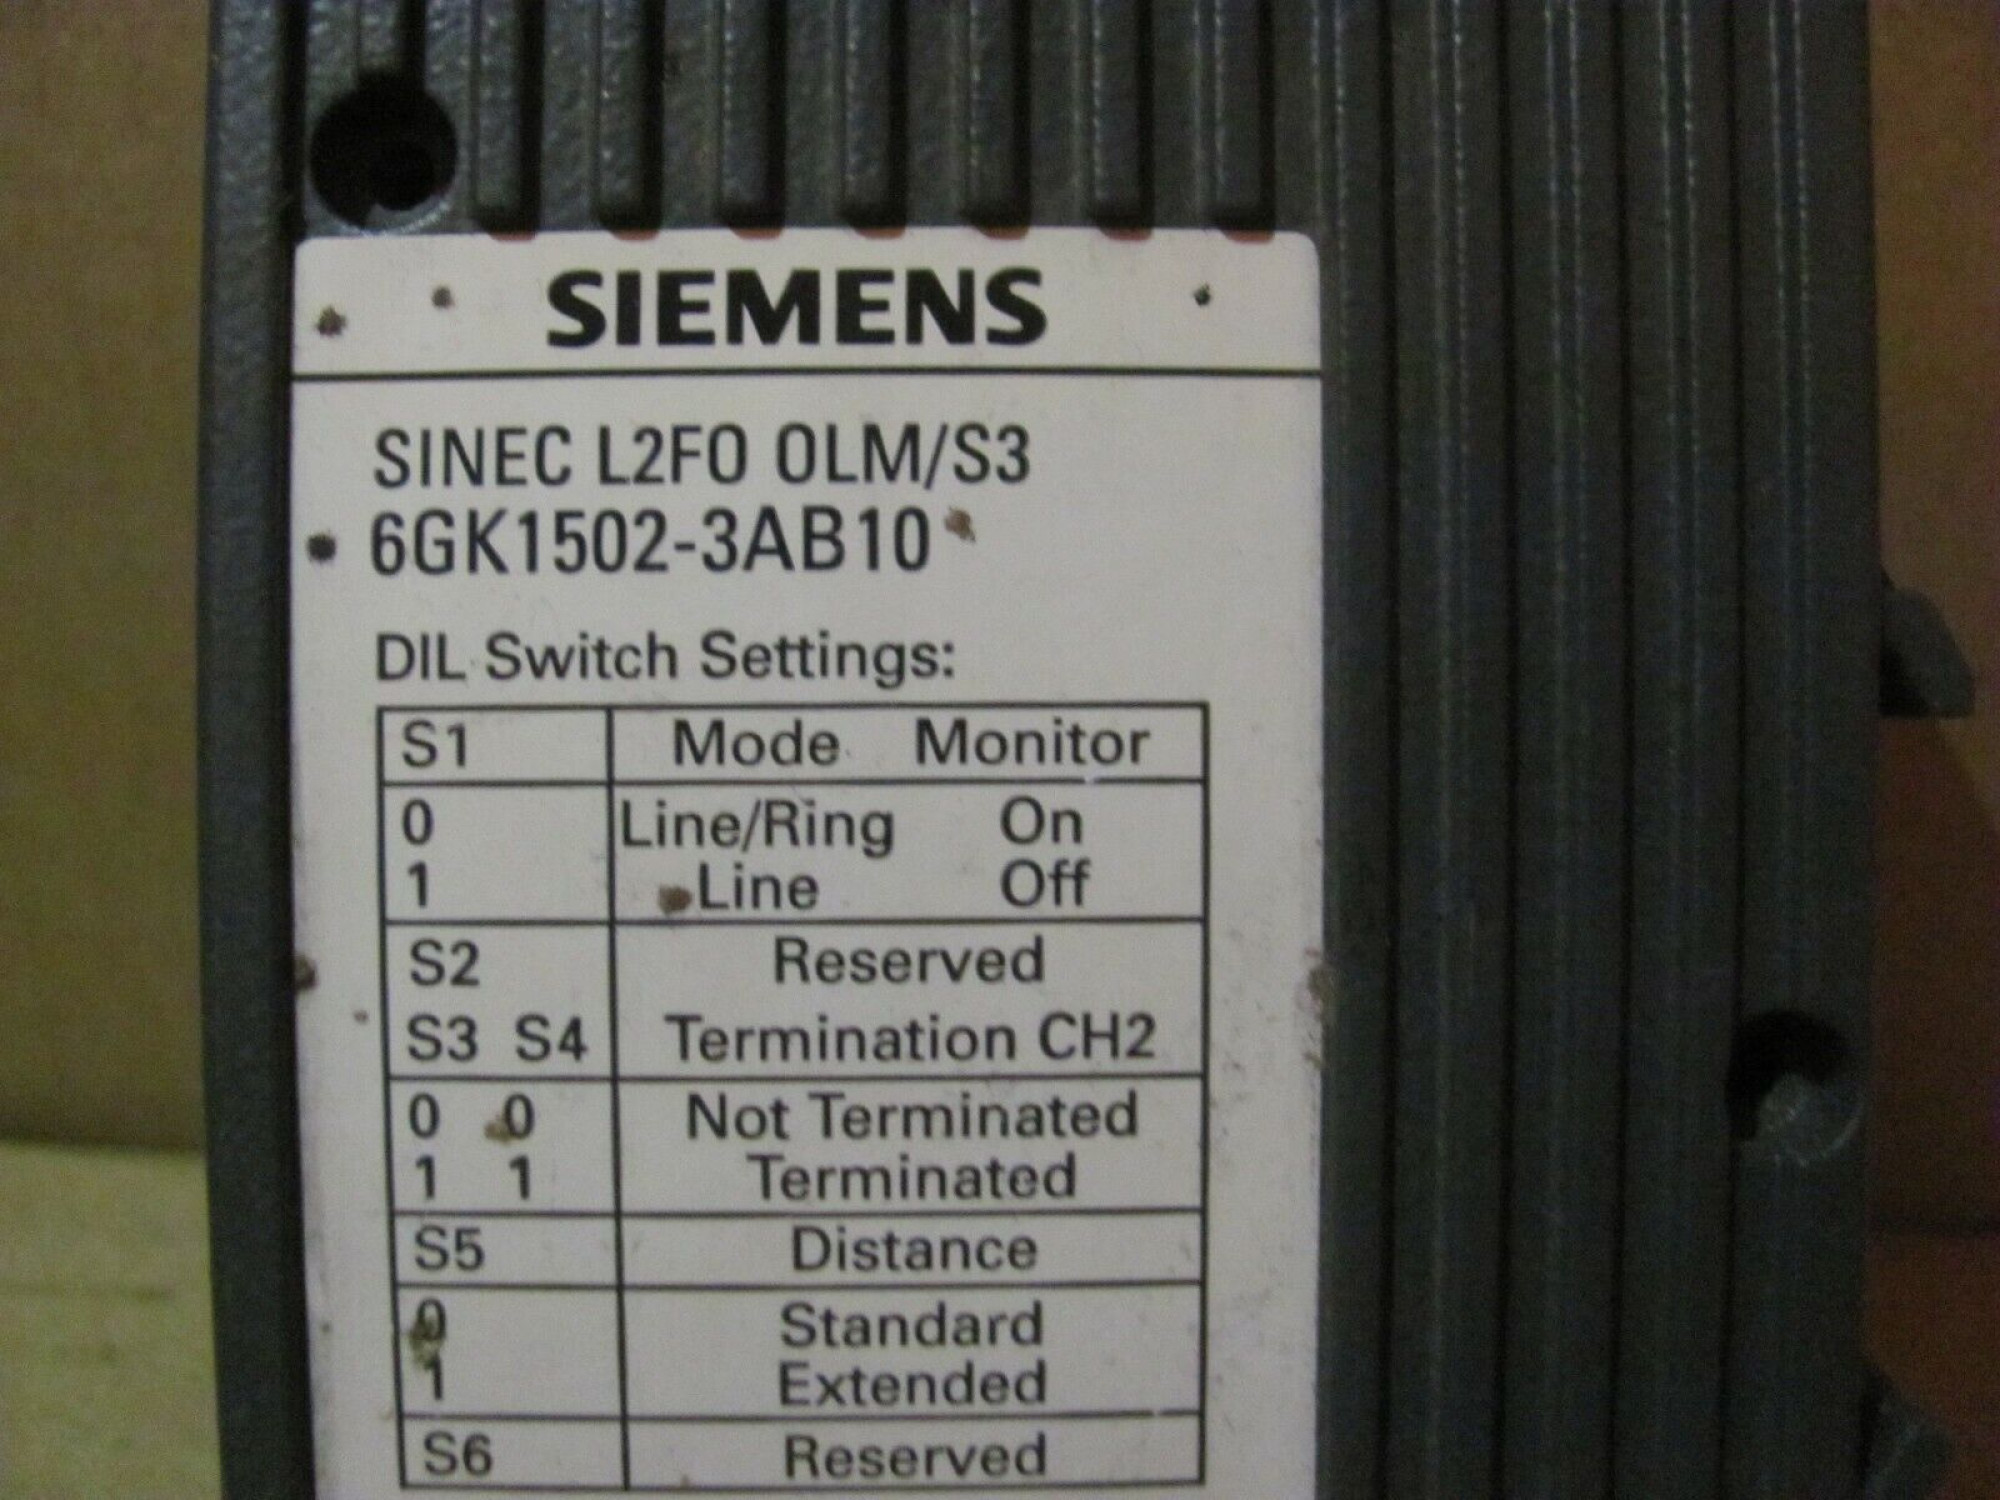 SIEMENS
SINEC L2FO OLM/S3
6GK1502-3AB10
DIL Switch Settings:
S1 Mode Monitor
0 Line/Ring On
1 Line Off
S2 Reserved
S3 S4 Termination CH2
0 0 Not Terminated
1 1 Terminated
S5 Distance
0 Standard
1 Extended
S6 Reserved